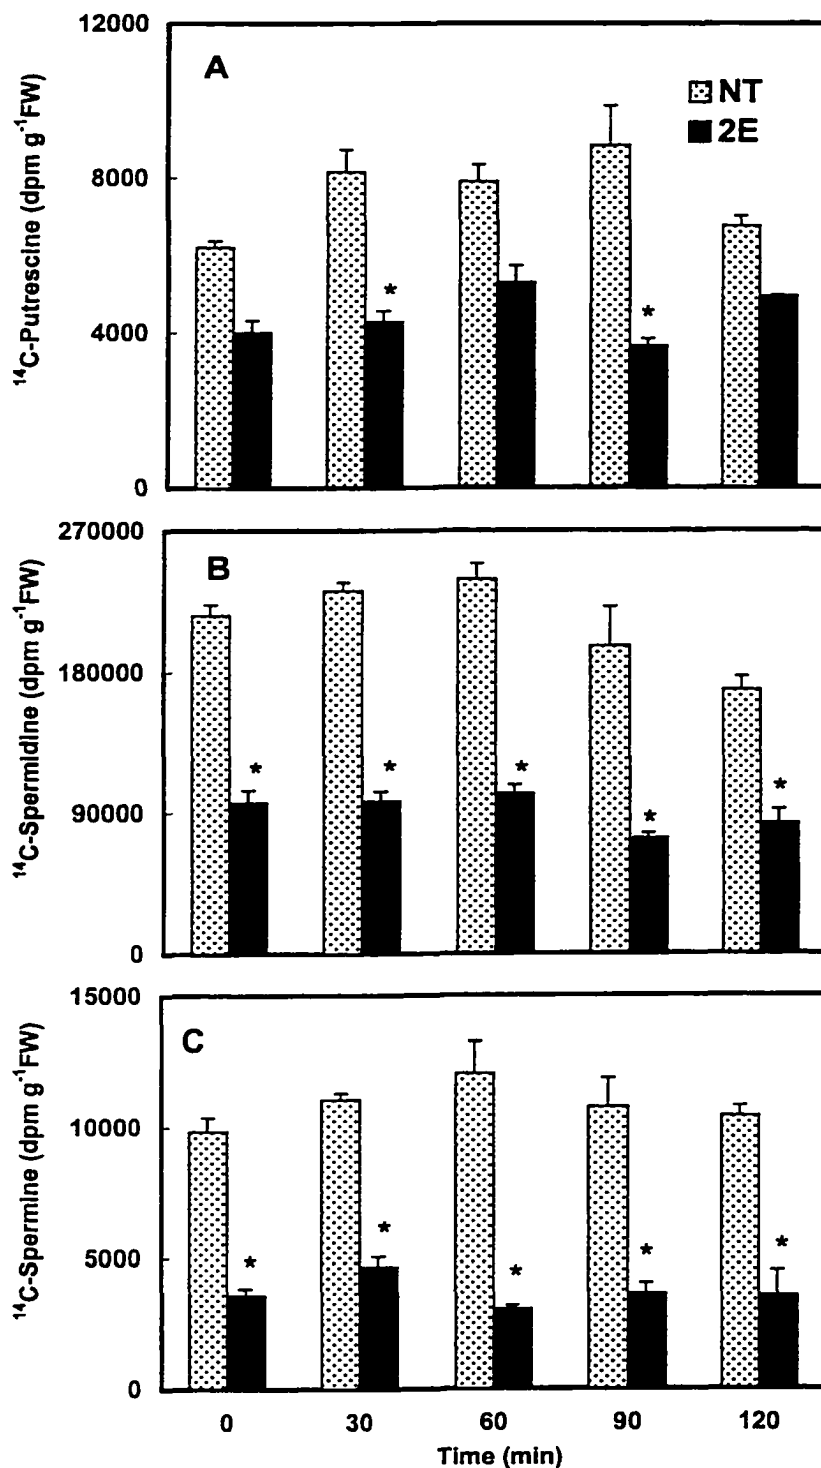 12000
A
NT
2E
8000
*
*
4000
0
¹⁴C-Putrescine (dpm g⁻¹FW)
270000
B
180000
*
*
*
*
*
90000
0
¹⁴C-Spermidine (dpm g⁻¹FW)
15000
C
10000
*
*
*
*
*
5000
0
¹⁴C-Spermine (dpm g⁻¹FW)
0 30 60 90 120
Time (min)